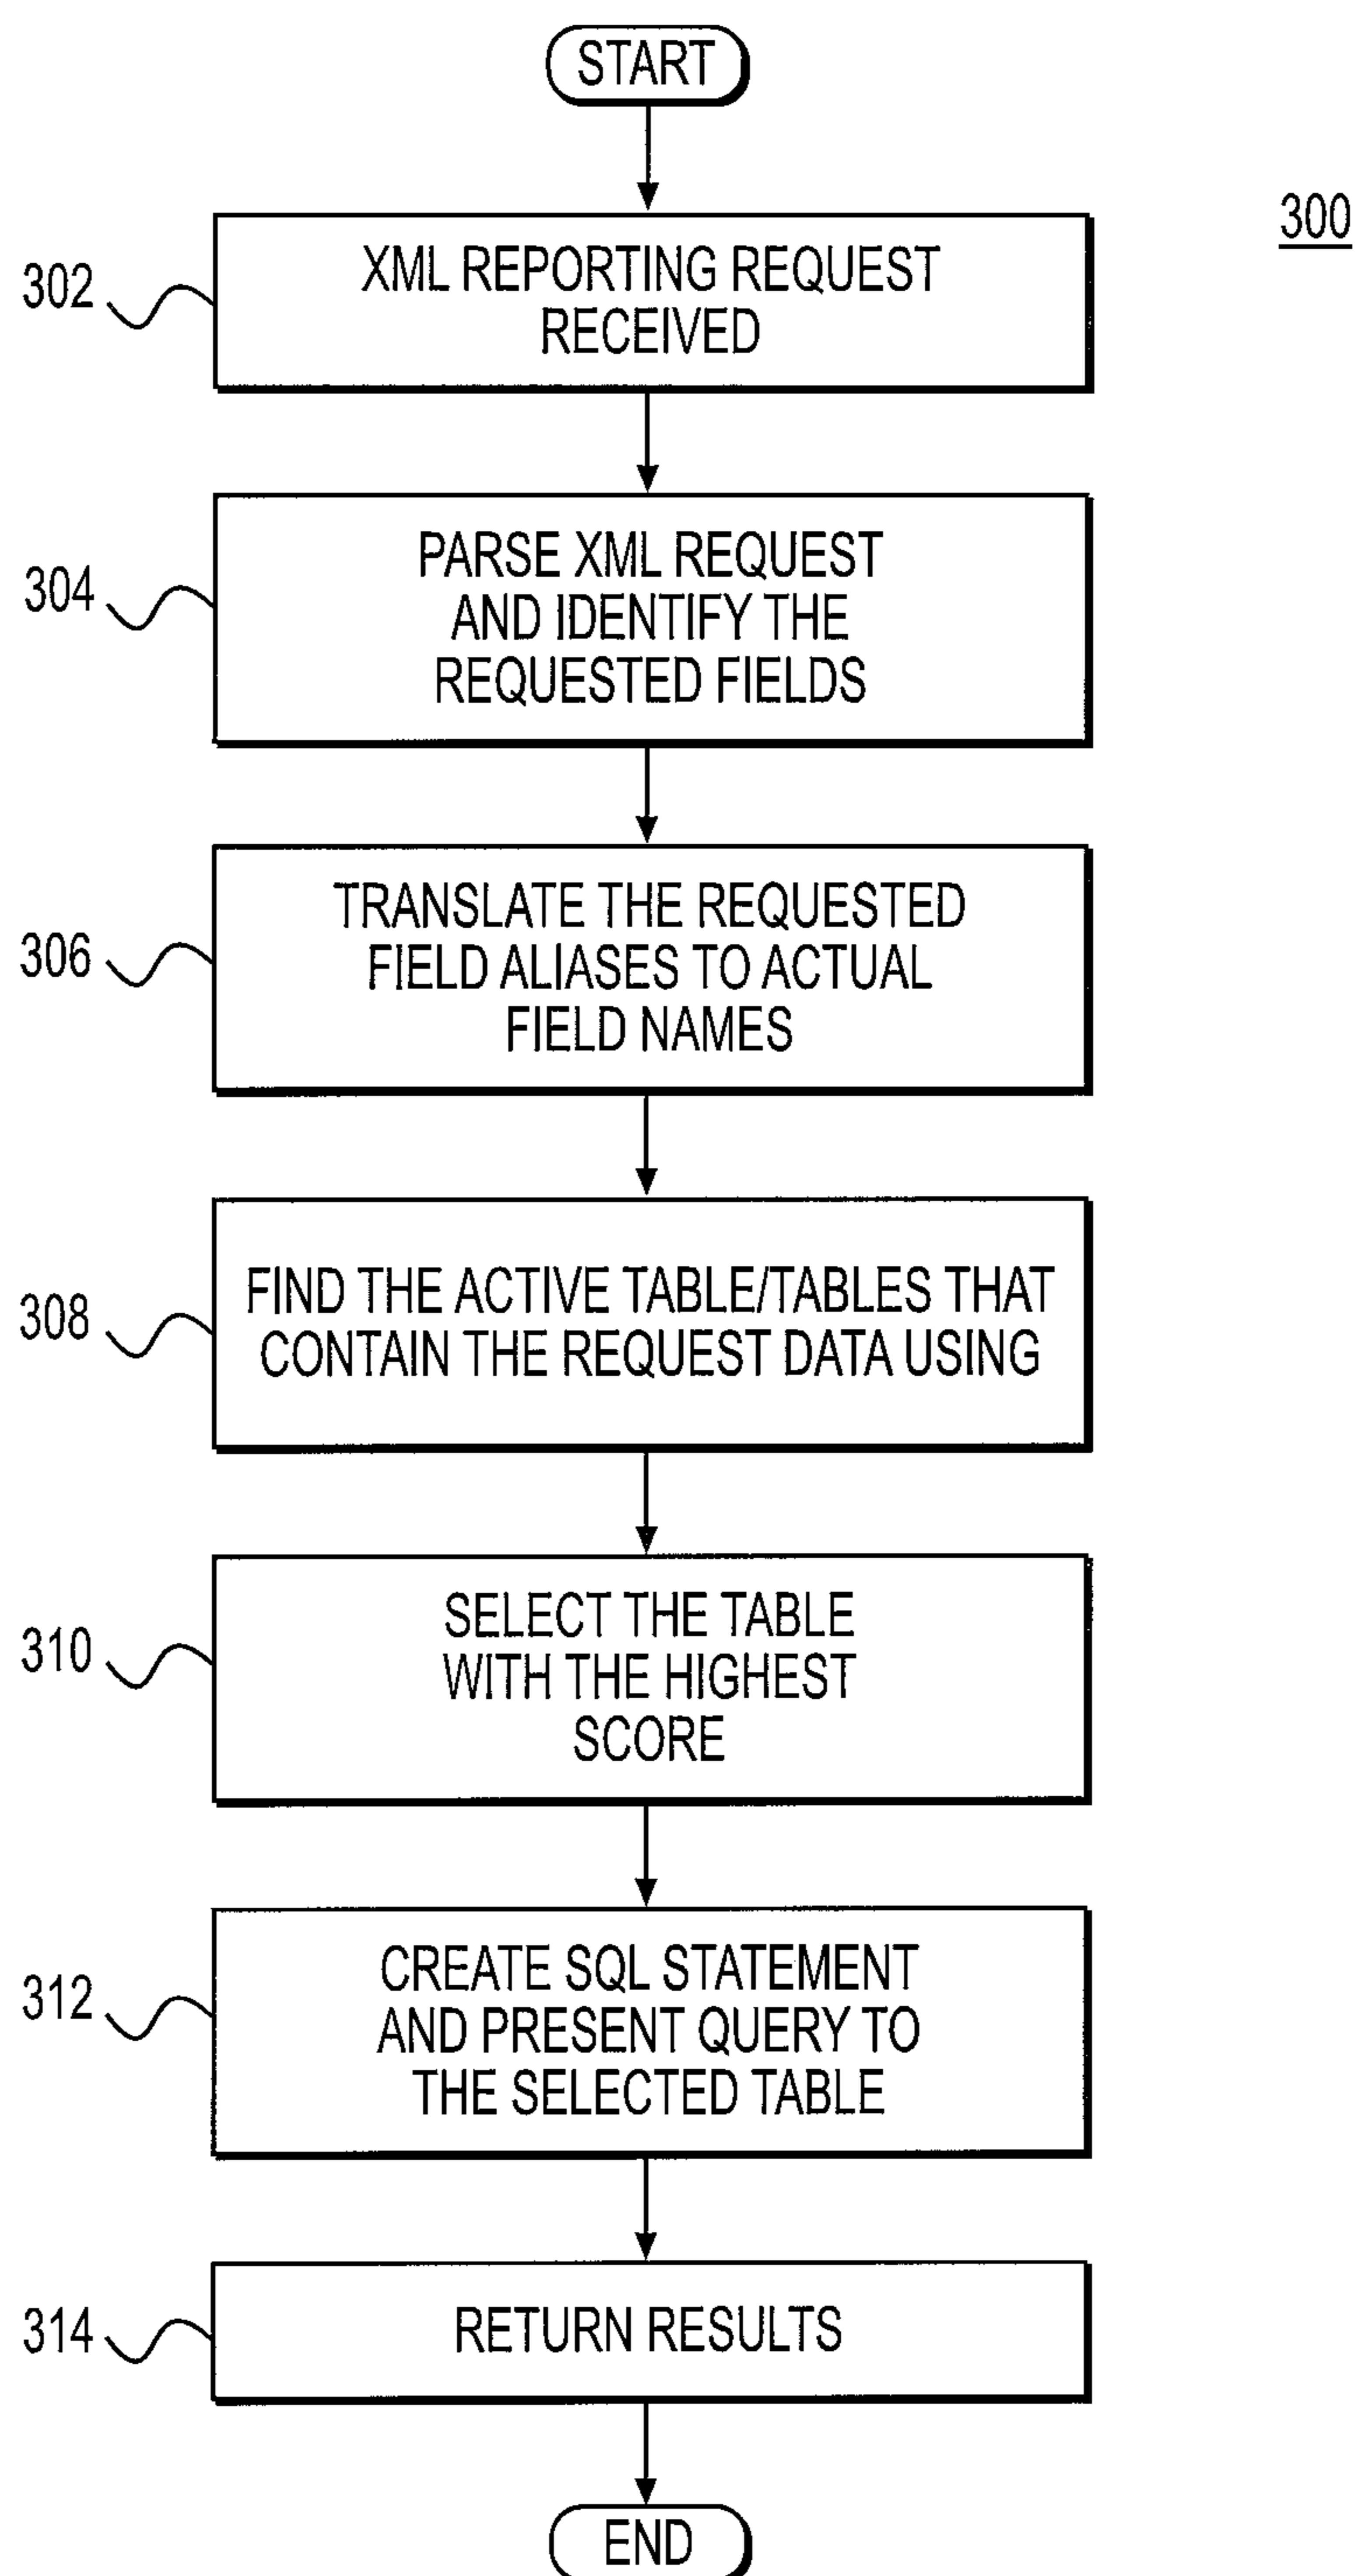 START
300
302
XML REPORTING REQUEST
RECEIVED
304
PARSE XML REQUEST
AND IDENTIFY THE
REQUESTED FIELDS
306
TRANSLATE THE REQUESTED
FIELD ALIASES TO ACTUAL
FIELD NAMES
308
FIND THE ACTIVE TABLE/TABLES THAT
CONTAIN THE REQUEST DATA USING
310
SELECT THE TABLE
WITH THE HIGHEST
SCORE
312
CREATE SQL STATEMENT
AND PRESENT QUERY TO
THE SELECTED TABLE
314
RETURN RESULTS
END